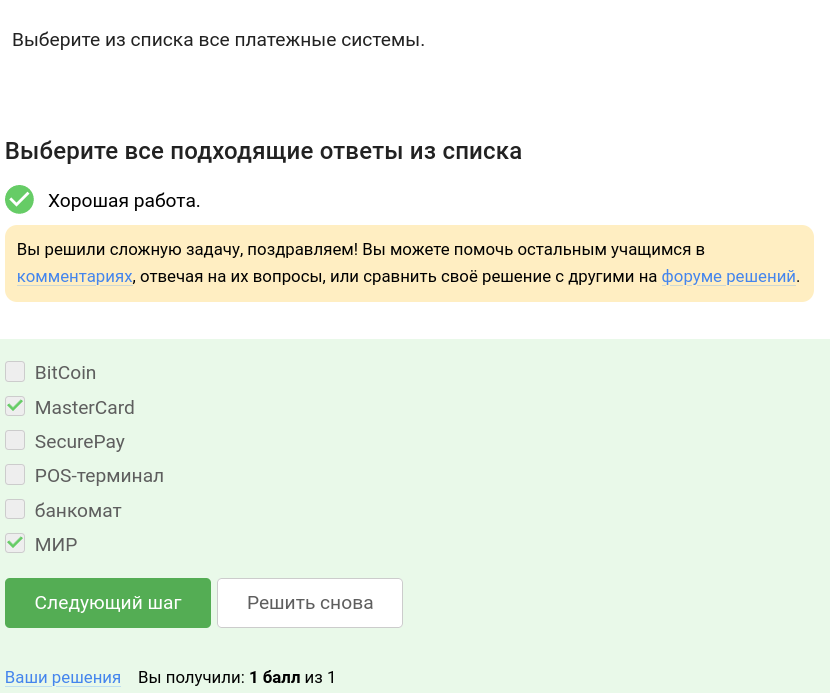 Выберите из списка все платежные системы.
Выберите все подходящие ответы из списка
Хорошая работа.
Вы решили сложную задачу, поздравляем! Вы можете помочь остальным учащимся в
комментариях, отвечая на их вопросы, или сравнить своё решение с другими на форуме решений.
BitCoin
MasterCard
SecurePay
POS-терминал
банкомат
МИР
Следующий шаг Решить снова
Ваши решения Вы получили: 1 балл из 1